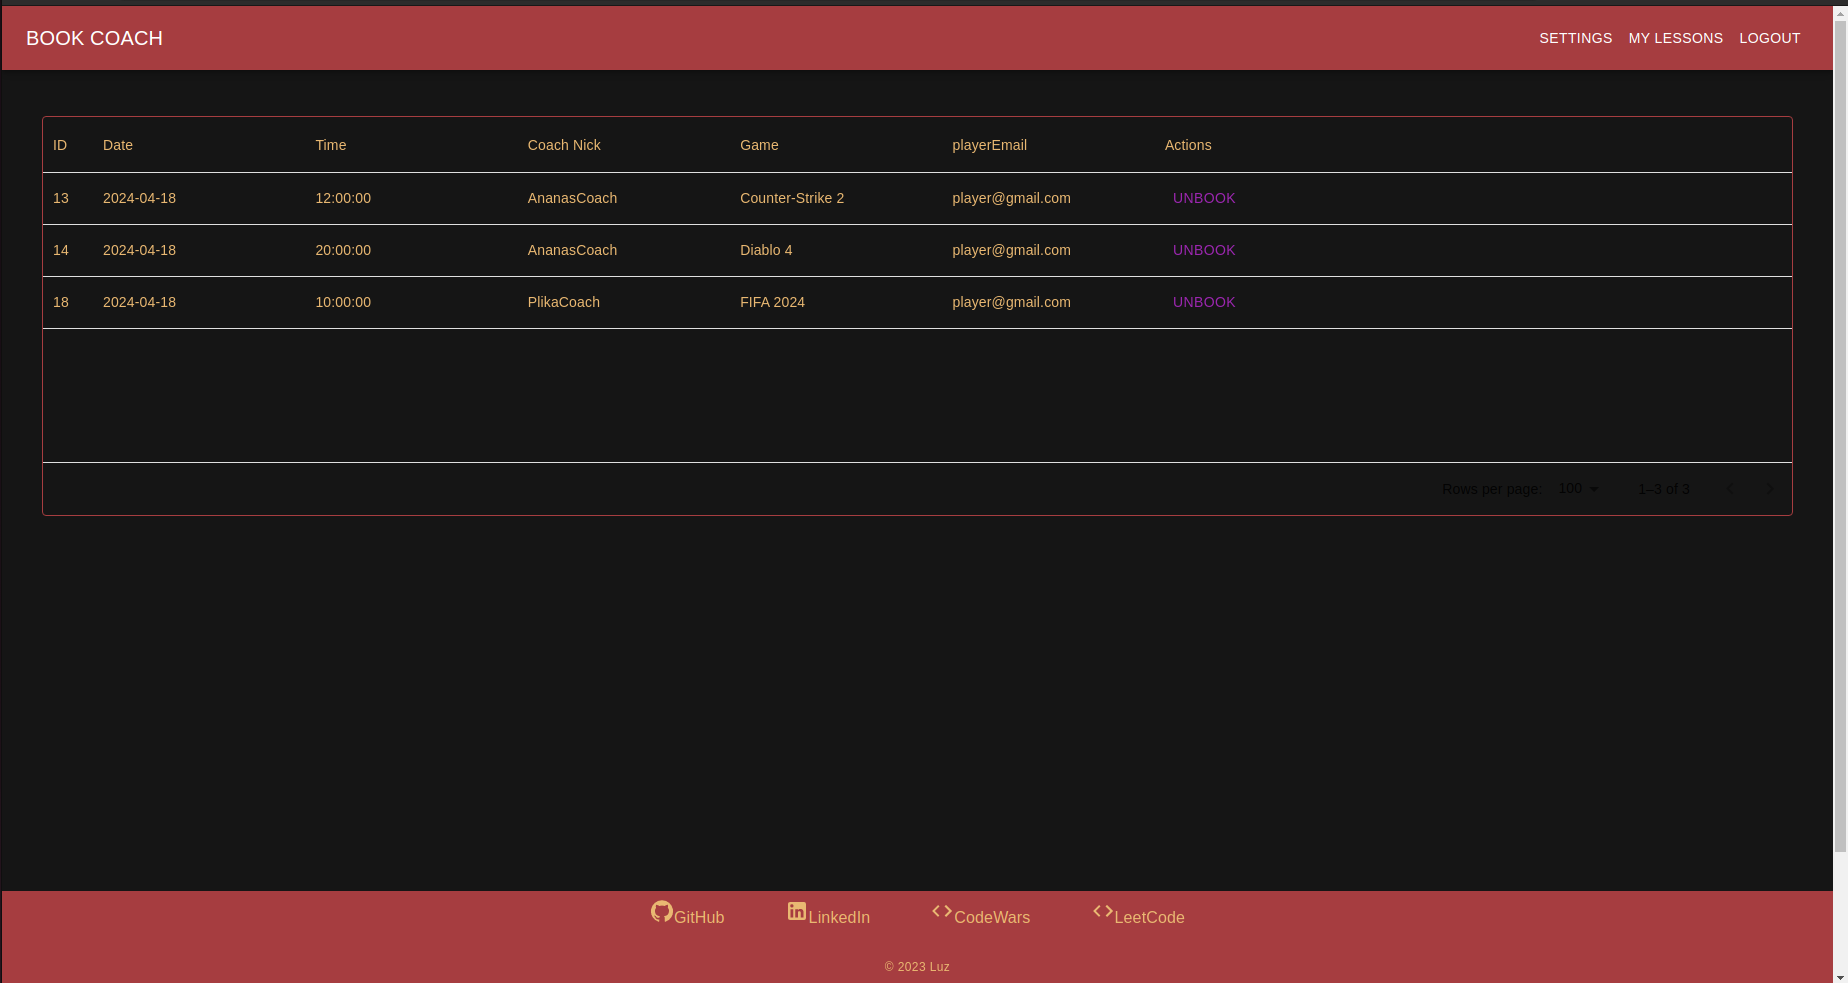 BOOK COACH SETTINGS MY LESSONS LOGOUT
ID Date Time Coach Nick Game playerEmail Actions
13 2024-04-18 12:00:00 AnanasCoach Counter-Strike 2 player@gmail.com UNBOOK
14 2024-04-18 20:00:00 AnanasCoach Diablo 4 player@gmail.com UNBOOK
18 2024-04-18 10:00:00 PlikaCoach FIFA 2024 player@gmail.com UNBOOK
Rows per page: 100 1–3 of 3
GitHub LinkedIn CodeWars LeetCode
© 2023 Luz